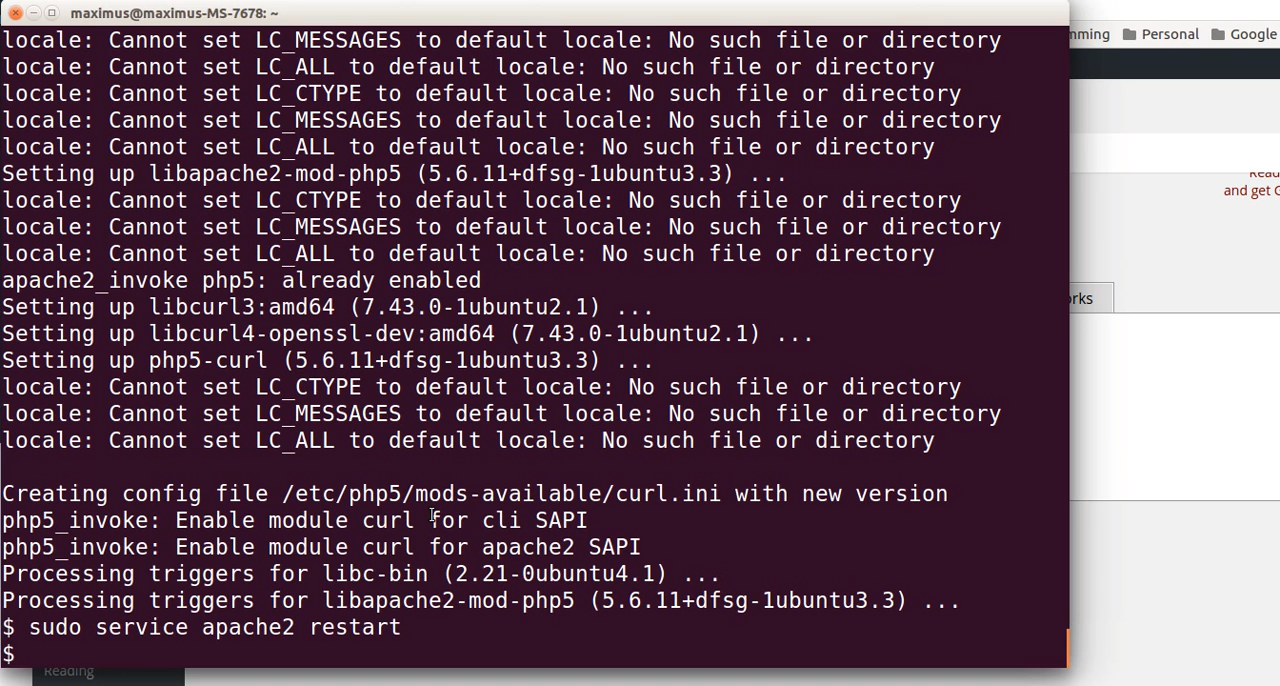 maximus@maximus-MS-7678: ~
locale: Cannot set LC_MESSAGES to default locale: No such file or directory
locale: Cannot set LC_ALL to default locale: No such file or directory
locale: Cannot set LC_CTYPE to default locale: No such file or directory
locale: Cannot set LC_MESSAGES to default locale: No such file or directory
locale: Cannot set LC_ALL to default locale: No such file or directory
Setting up libapache2-mod-php5 (5.6.11+dfsg-1ubuntu3.3) ...
locale: Cannot set LC_CTYPE to default locale: No such file or directory
locale: Cannot set LC_MESSAGES to default locale: No such file or directory
locale: Cannot set LC_ALL to default locale: No such file or directory
apache2_invoke php5: already enabled
Setting up libcurl3:amd64 (7.43.0-1ubuntu2.1) ...
Setting up libcurl4-openssl-dev:amd64 (7.43.0-1ubuntu2.1) ...
Setting up php5-curl (5.6.11+dfsg-1ubuntu3.3) ...
locale: Cannot set LC_CTYPE to default locale: No such file or directory
locale: Cannot set LC_MESSAGES to default locale: No such file or directory
locale: Cannot set LC_ALL to default locale: No such file or directory
Creating config file /etc/php5/mods-available/curl.ini with new version
php5_invoke: Enable module curl for cli SAPI
php5_invoke: Enable module curl for apache2 SAPI
Processing triggers for libc-bin (2.21-0ubuntu4.1) ...
Processing triggers for libapache2-mod-php5 (5.6.11+dfsg-1ubuntu3.3) ...
$ sudo service apache2 restart
$
mming Personal Google
Read
and get G
orks
Reading